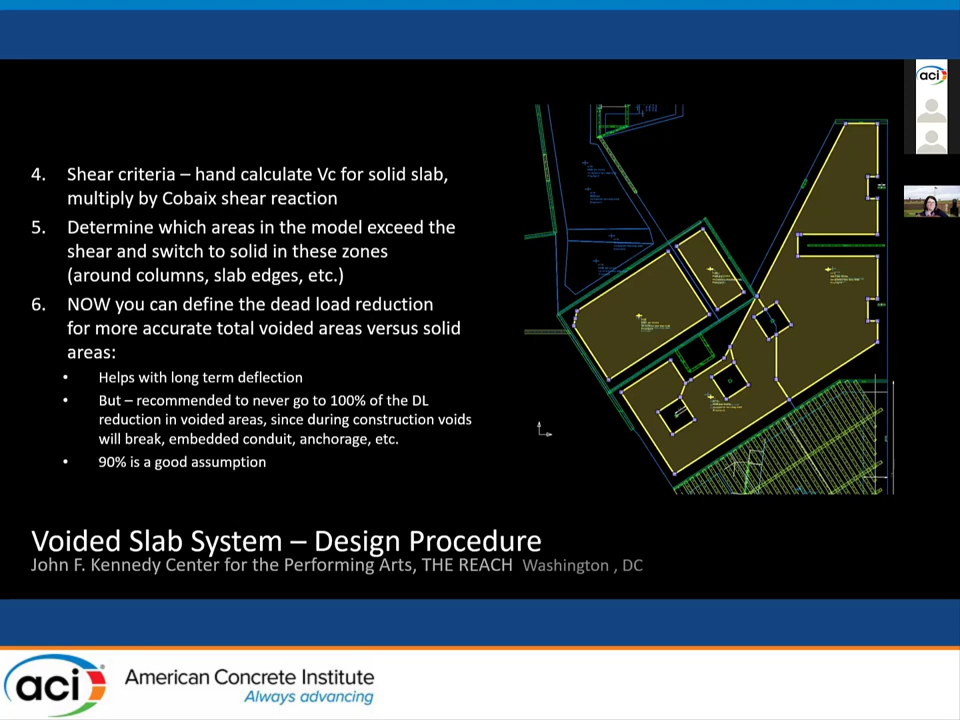 aci
4. Shear criteria – hand calculate Vc for solid slab,
multiply by Cobaix shear reaction
5. Determine which areas in the model exceed the
shear and switch to solid in these zones
(around columns, slab edges, etc.)
6. NOW you can define the dead load reduction
for more accurate total voided areas versus solid
areas:
• Helps with long term deflection
• But – recommended to never go to 100% of the DL
reduction in voided areas, since during construction voids
will break, embedded conduit, anchorage, etc.
• 90% is a good assumption
Voided Slab System – Design Procedure
John F. Kennedy Center for the Performing Arts, THE REACH Washington , DC
aci
American Concrete Institute
Always advancing